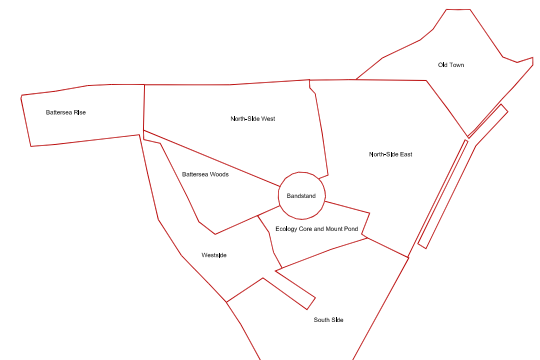 Old Town
Battersea Rise
North-Side West
North-Side East
Battersea Woods
Bandstand
Ecology Core and Mount Pond
Westside
South Side